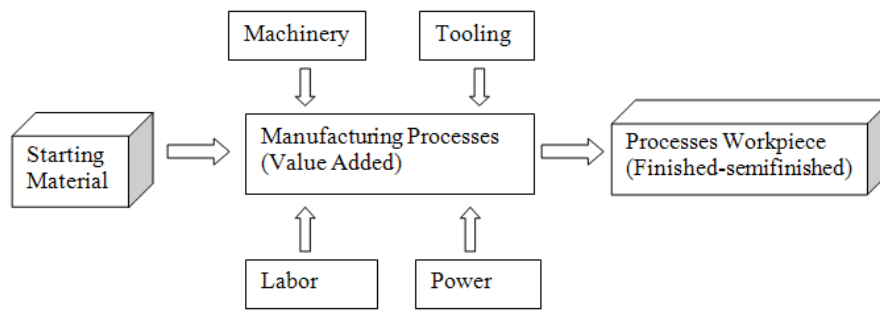 Machinery
Tooling
Starting
Material
Manufacturing Processes
(Value Added)
Processes Workpiece
(Finished-semifinished)
Labor
Power